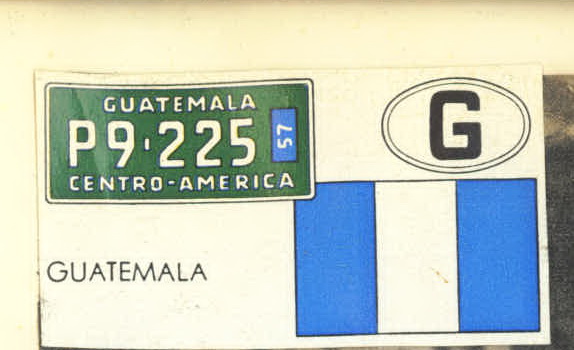 GUATEMALA
P9·225 57
CENTRO-AMERICA
G
GUATEMALA